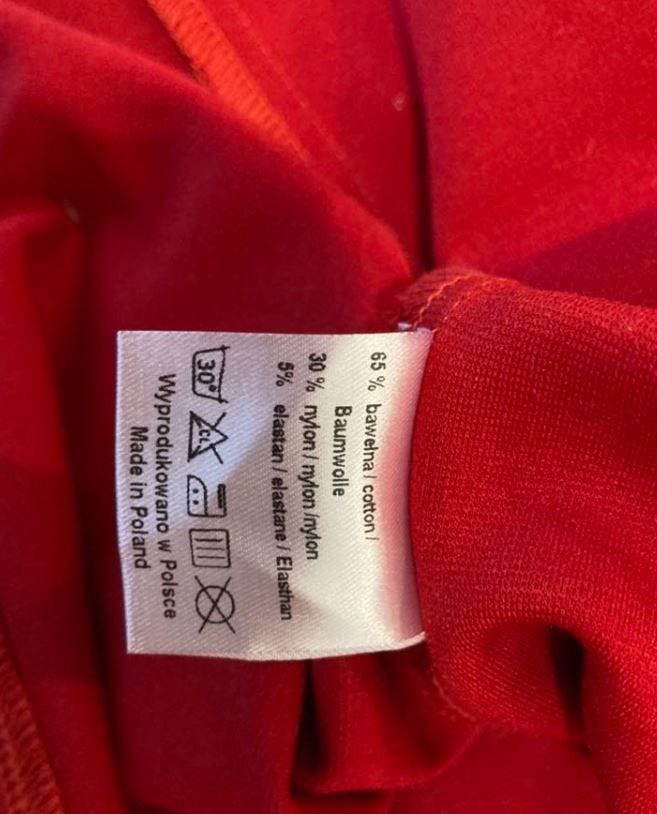 65 % bawełna / cotton /
Baumwolle
30 % nylon / nylon /nylon
5% elastan / elastane / Elasthan
30° CL
Wyprodukowano w Polsce
Made in Poland